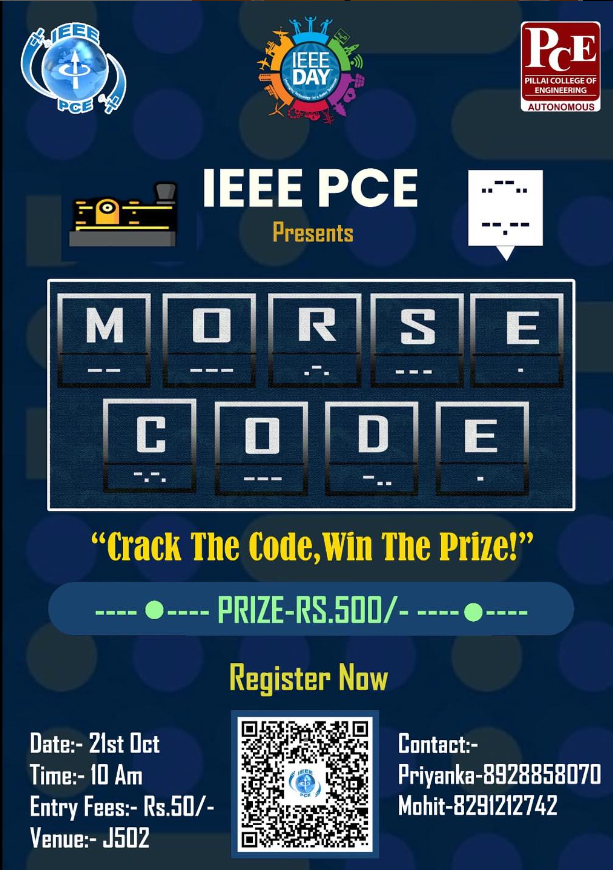 IEEE
PCE
IEEE
DAY
PCE
PILLAI COLLEGE OF
ENGINEERING
AUTONOMOUS
IEEE PCE
Presents
..--..
..--..
--.--
M O R S E
-- --- .-. --- .
C O D E
-.-. --- -.. .
“Crack The Code,Win The Prize!”
---- ● ---- PRIZE-RS.500/- ---- ● ----
Register Now
Date:- 21st Oct
Time:- 10 Am
Entry Fees:- Rs.50/-
Venue:- J502
IEEE
PCE
Contact:-
Priyanka-8928858070
Mohit-8291212742